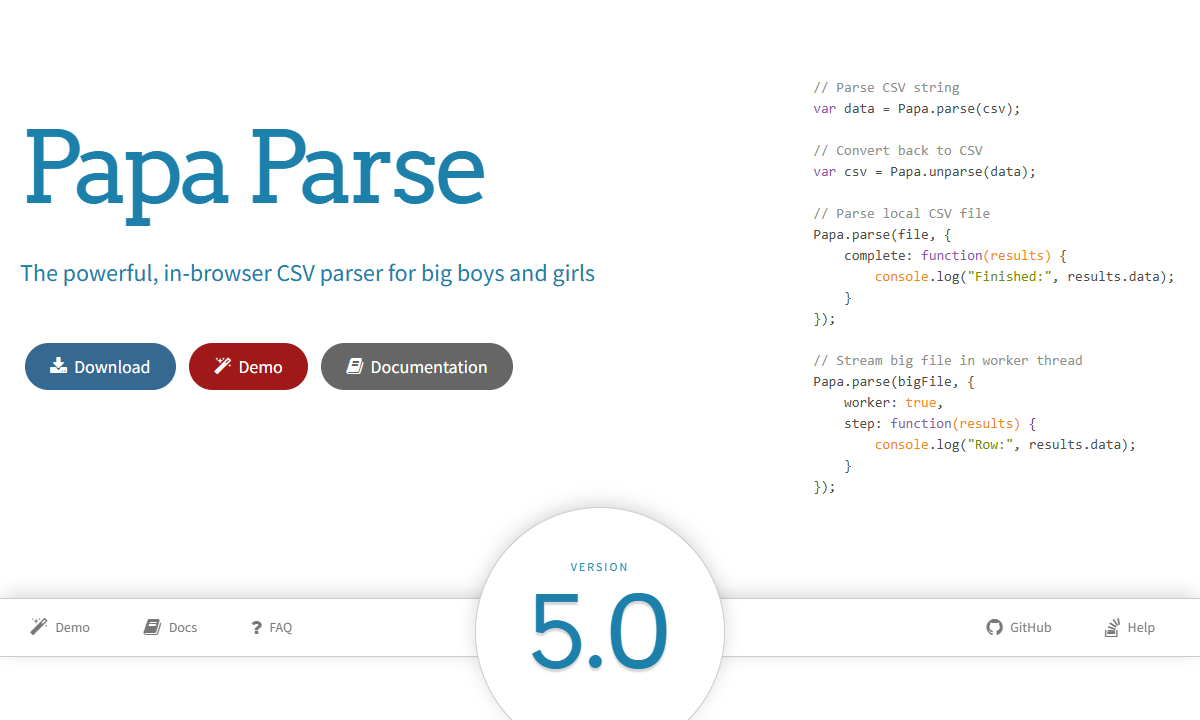 Papa Parse
The powerful, in-browser CSV parser for big boys and girls
Download
Demo
Documentation
// Parse CSV string
var data = Papa.parse(csv);
// Convert back to CSV
var csv = Papa.unparse(data);
// Parse local CSV file
Papa.parse(file, {
    complete: function(results) {
        console.log("Finished:", results.data);
    }
});
// Stream big file in worker thread
Papa.parse(bigFile, {
    worker: true,
    step: function(results) {
        console.log("Row:", results.data);
    }
});
Demo
Docs
? FAQ
VERSION
5.0
GitHub
Help